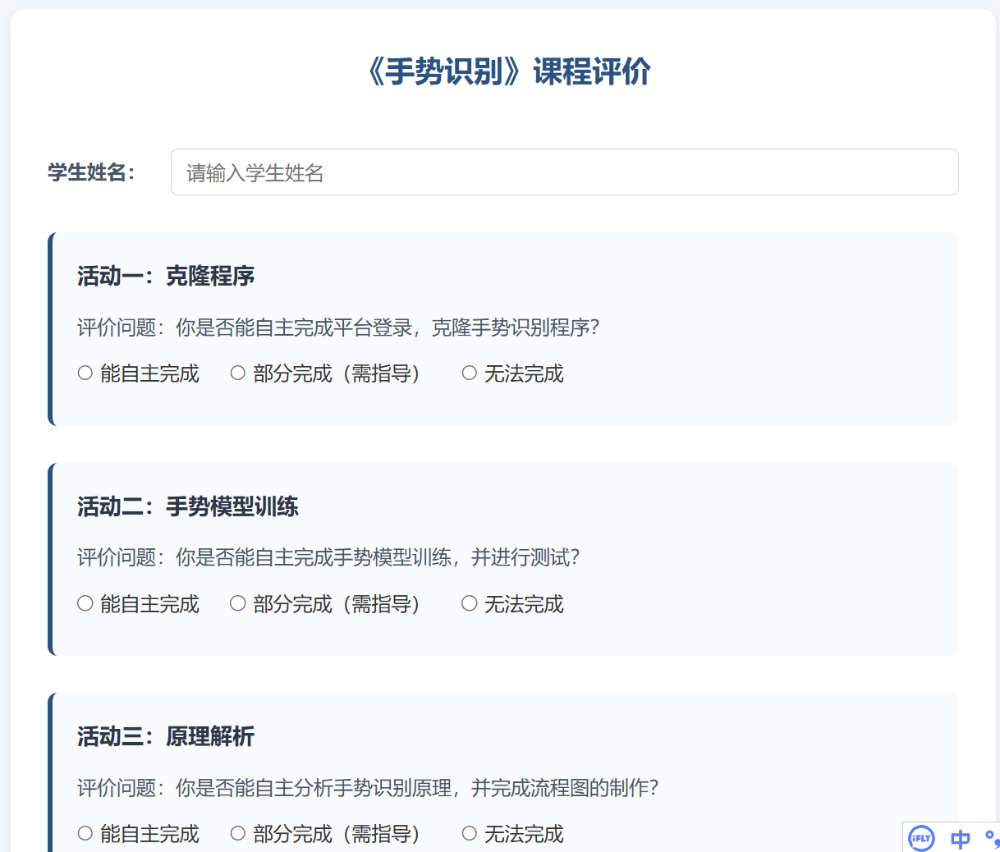 《手势识别》课程评价
学生姓名：
请输入学生姓名
活动一：克隆程序
评价问题：你是否能自主完成平台登录，克隆手势识别程序？
能自主完成 部分完成（需指导） 无法完成
活动二：手势模型训练
评价问题：你是否能自主完成手势模型训练，并进行测试？
能自主完成 部分完成（需指导） 无法完成
活动三：原理解析
评价问题：你是否能自主分析手势识别原理，并完成流程图的制作？
能自主完成 部分完成（需指导） 无法完成
iFLY 中